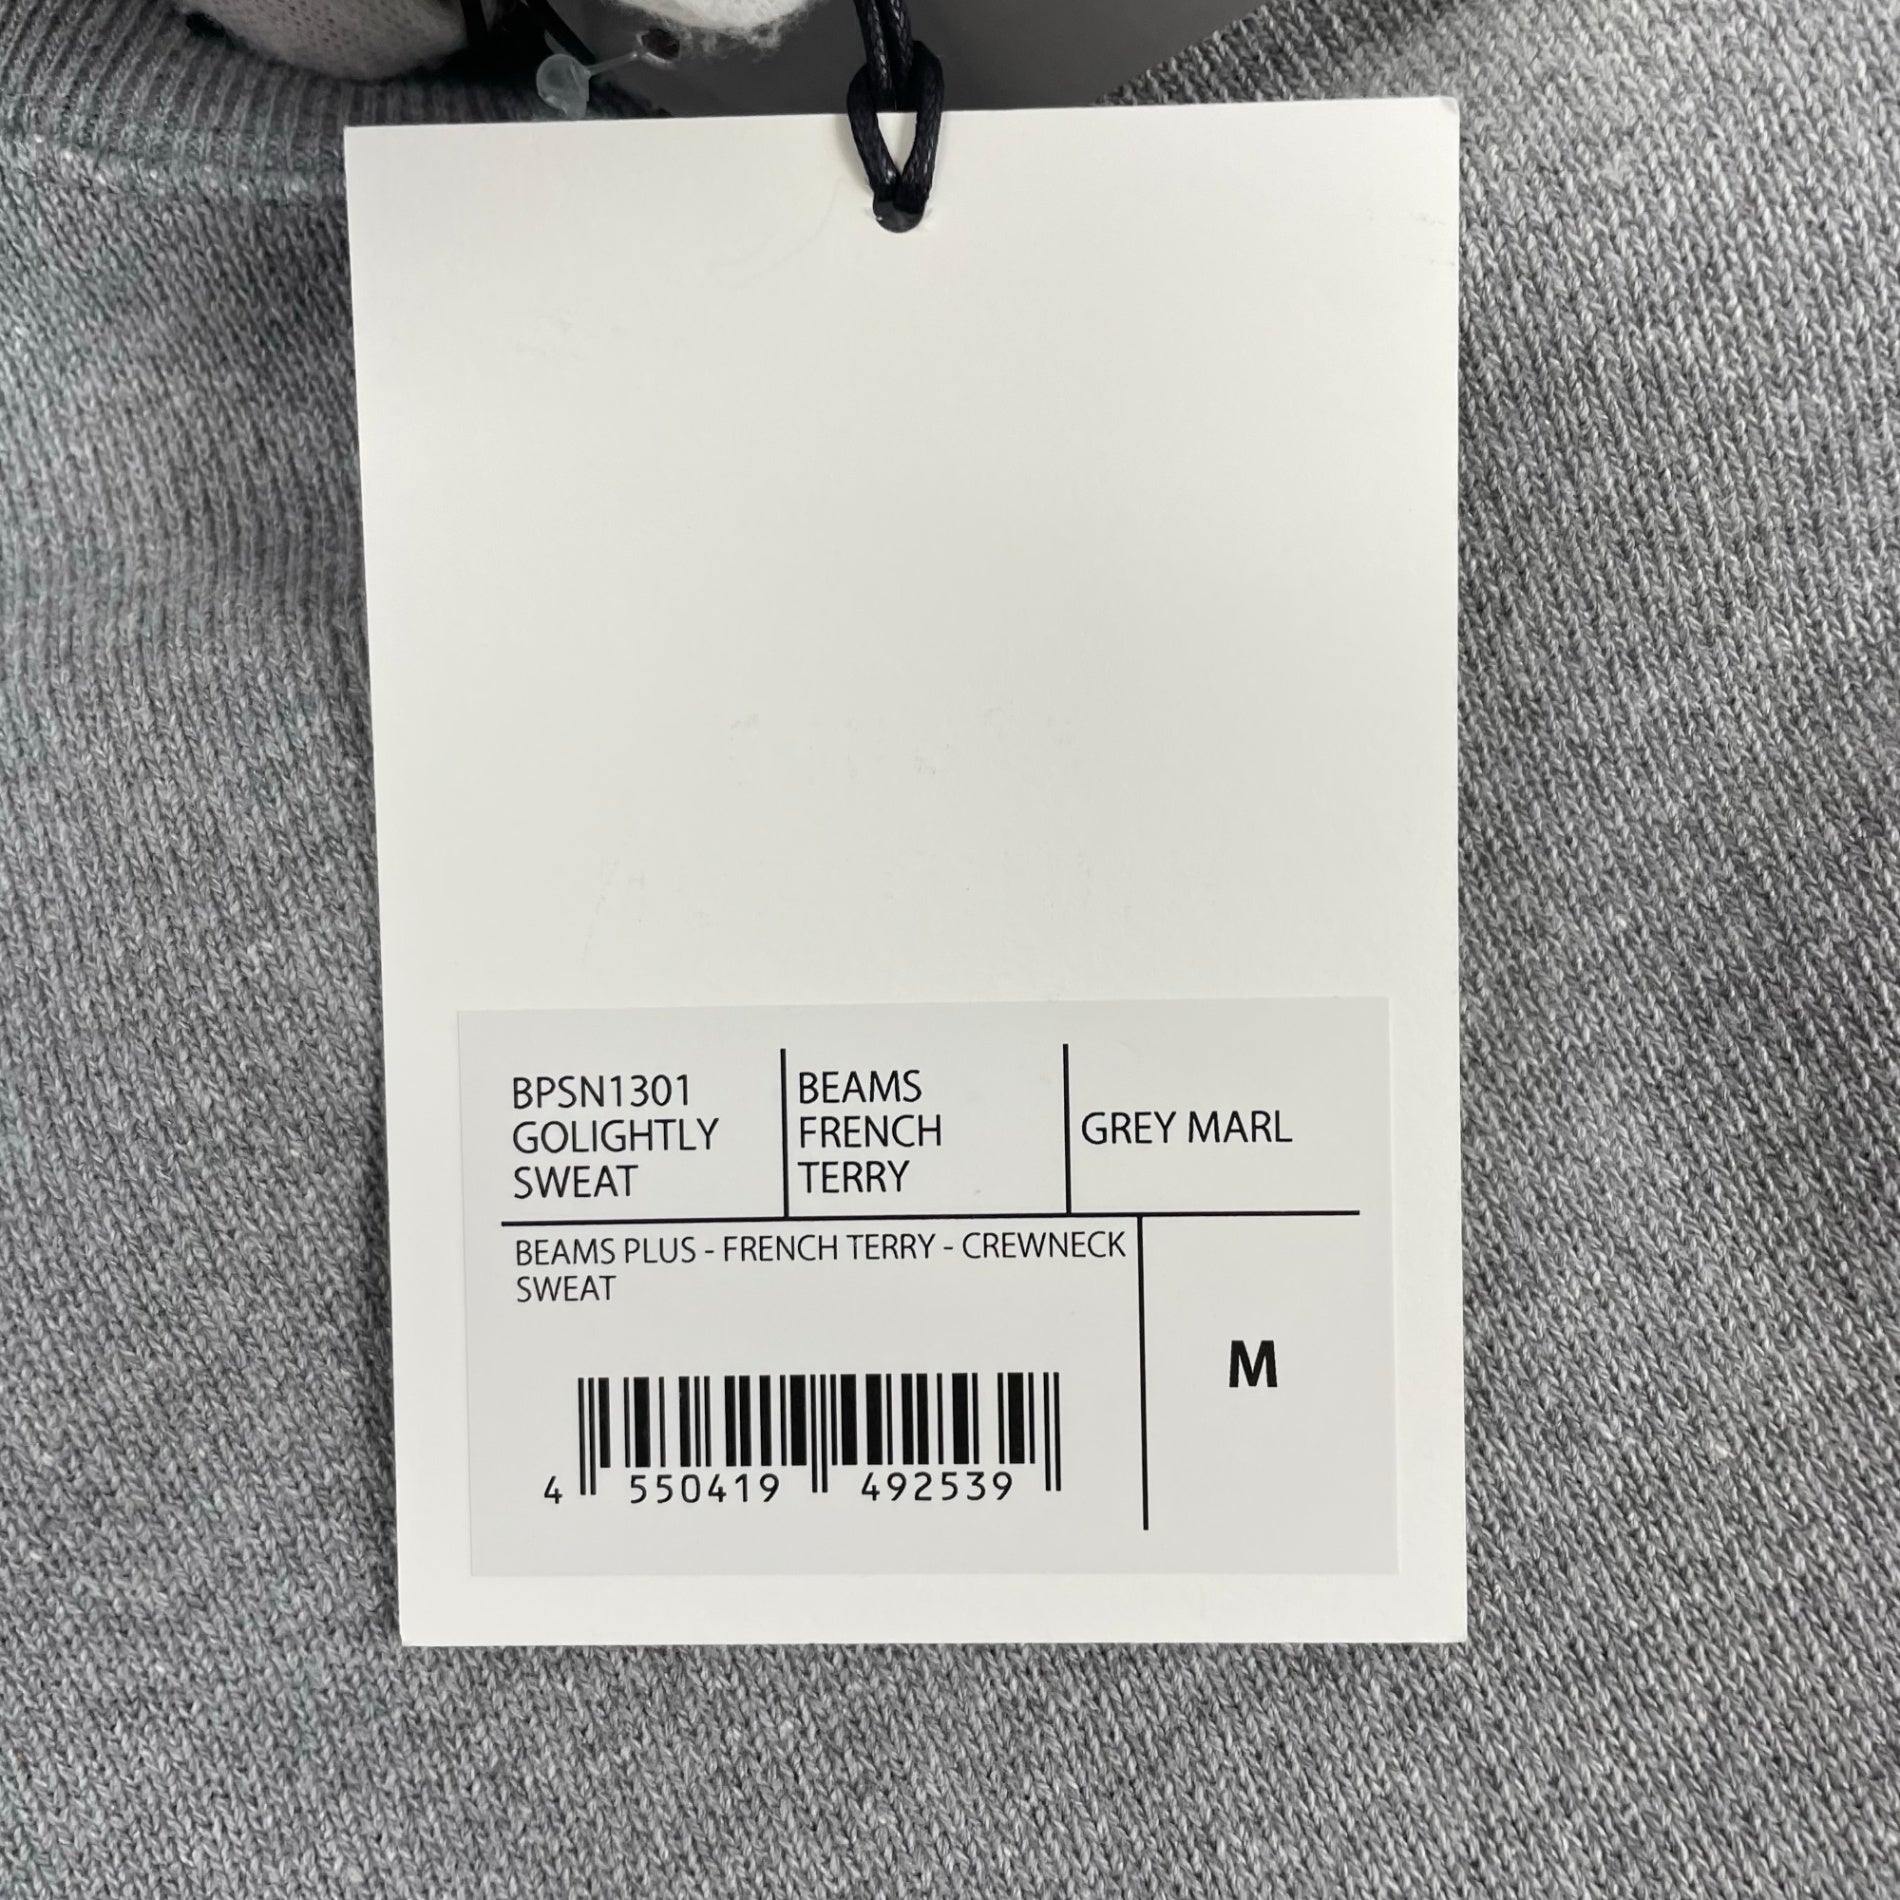 BPSN1301
GOLIGHTLY
SWEAT
BEAMS
FRENCH
TERRY
GREY MARL
BEAMS PLUS - FRENCH TERRY - CREWNECK
SWEAT
M
4 550419 492539